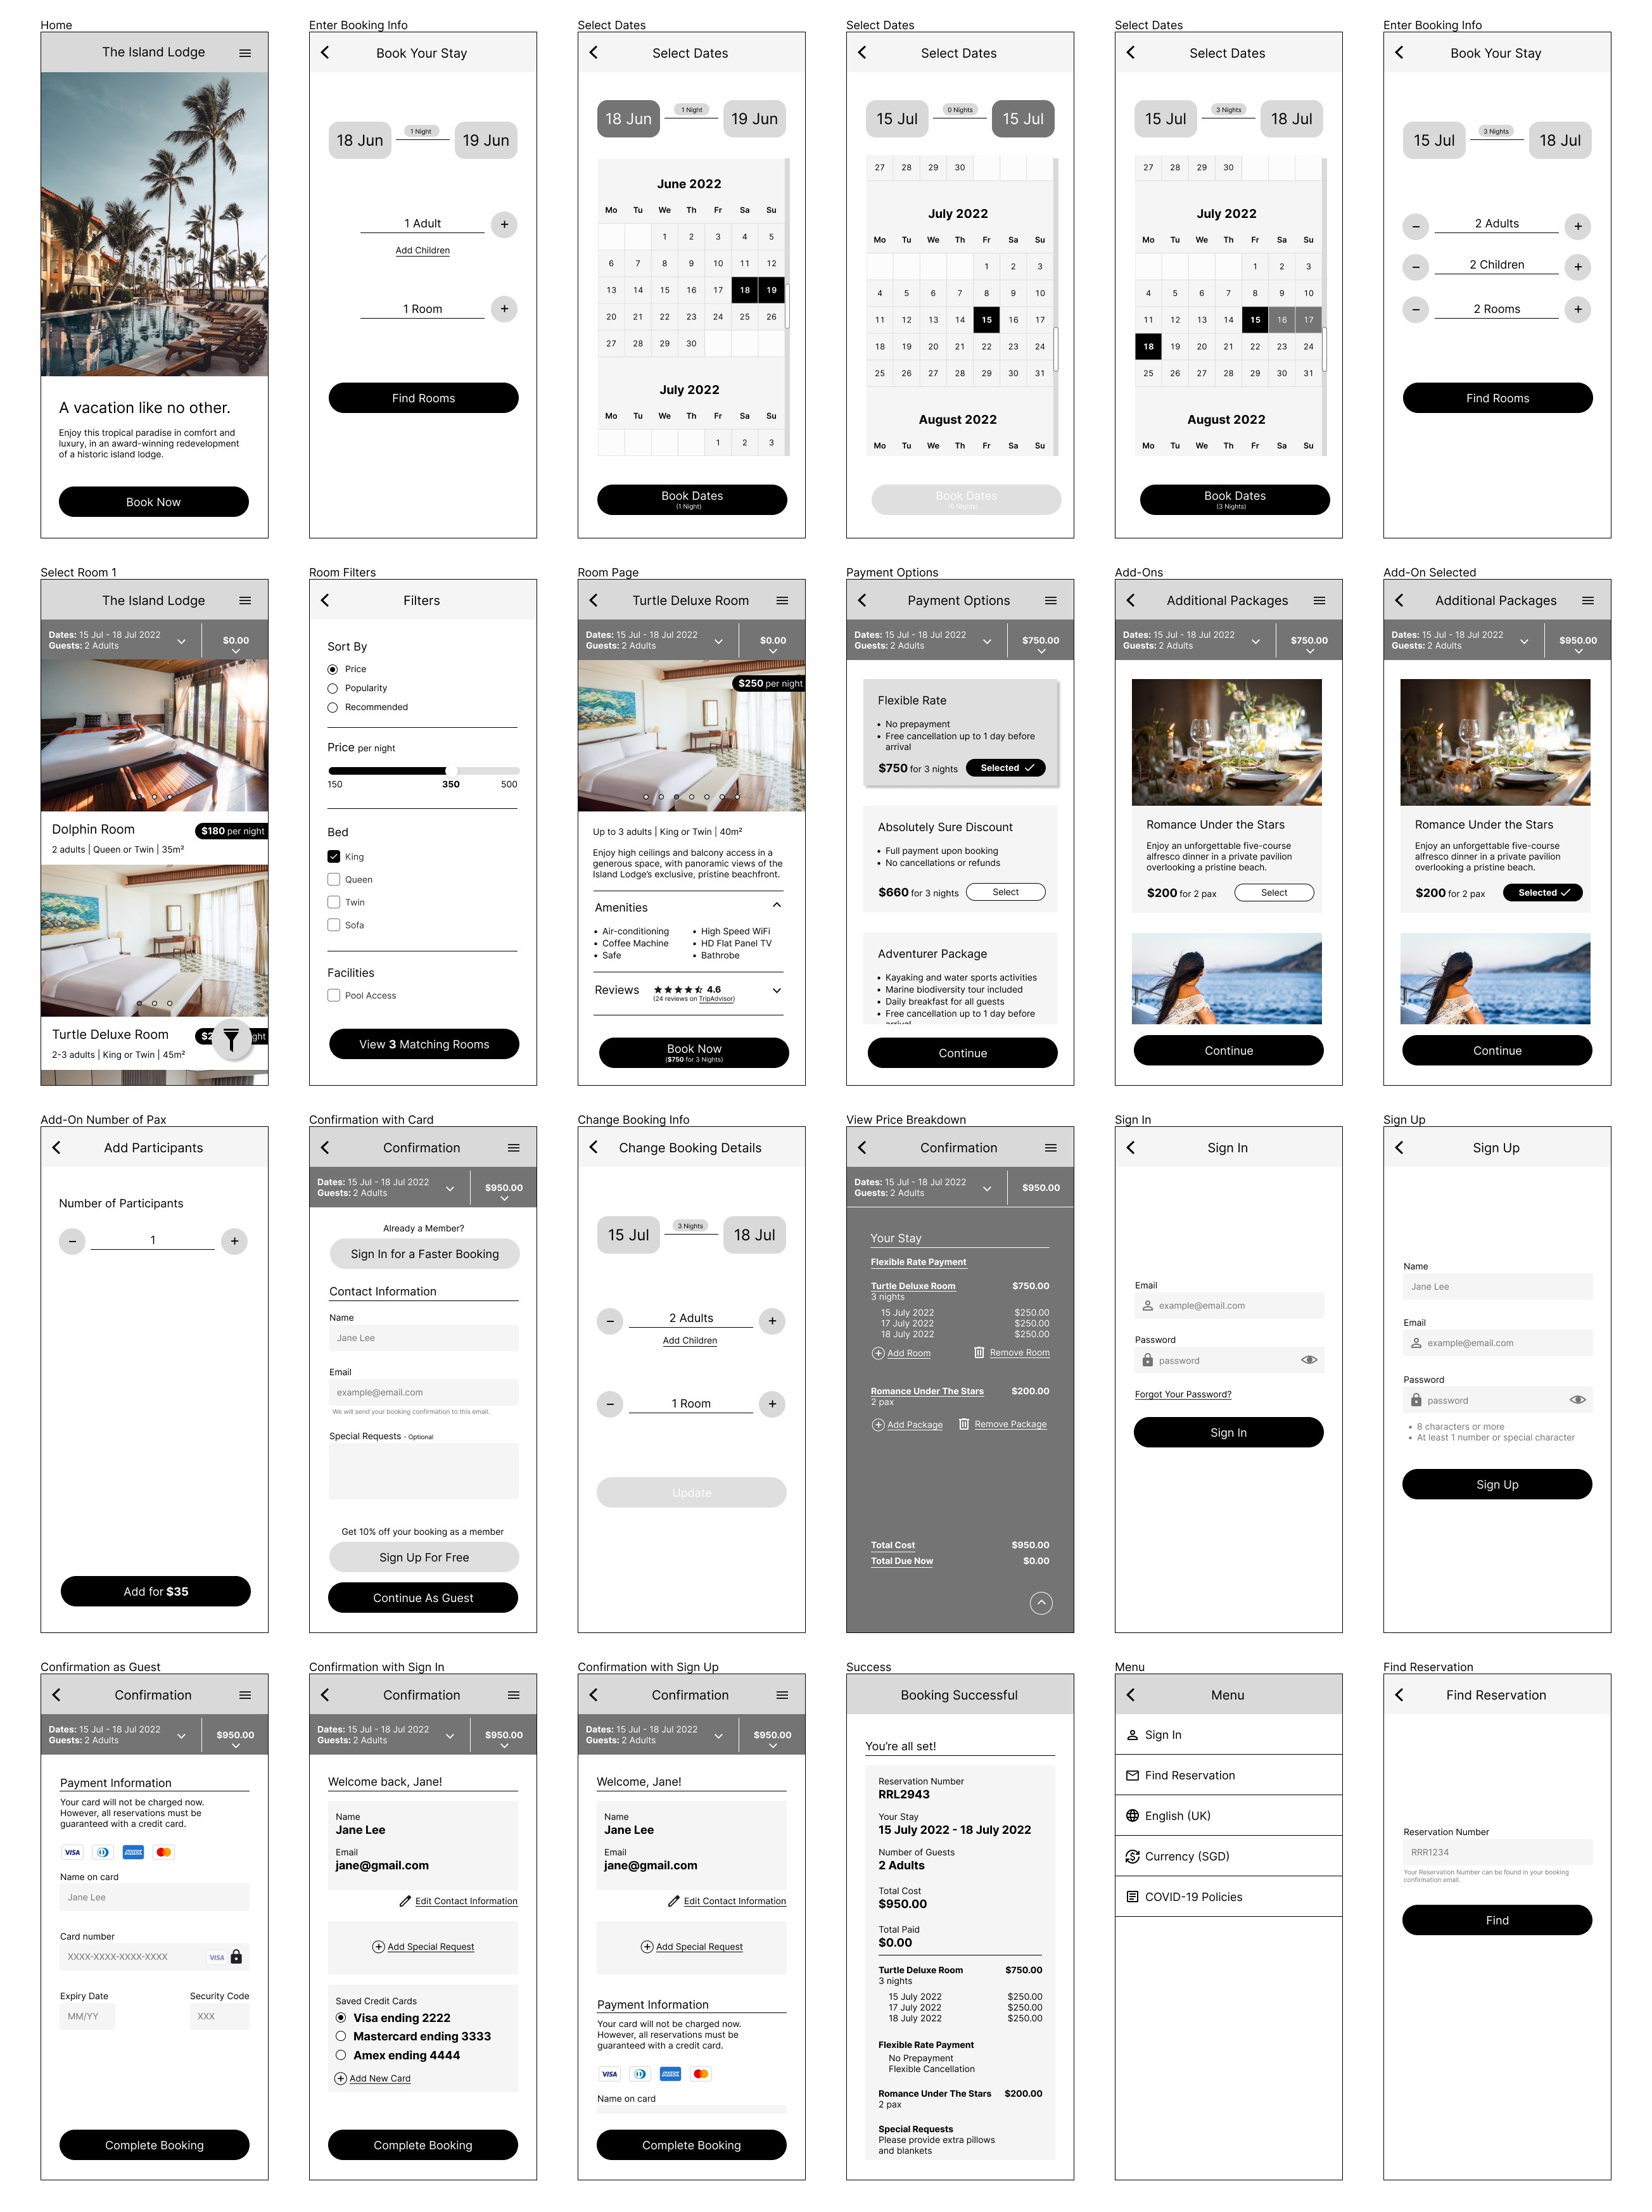 Home
The Island Lodge
A vacation like no other.
Enjoy this tropical paradise in comfort and
luxury, in an award-winning redevelopment
of a historic island lodge.
Book Now
Enter Booking Info
Book Your Stay
18 Jun
1 Night
19 Jun
1 Adult
Add Children
1 Room
Find Rooms
Select Dates
Select Dates
18 Jun
1 Night
19 Jun
June 2022
Mo Tu We Th Fr Sa Su
1 2 3 4 5
6 7 8 9 10 11 12
13 14 15 16 17 18 19
20 21 22 23 24 25 26
27 28 29 30
July 2022
Mo Tu We Th Fr Sa Su
1 2 3
Book Dates
(1 Night)
Select Dates
Select Dates
15 Jul
0 Nights
15 Jul
27 28 29 30
July 2022
Mo Tu We Th Fr Sa Su
1 2 3
4 5 6 7 8 9 10
11 12 13 14 15 16 17
18 19 20 21 22 23 24
25 26 27 28 29 30 31
August 2022
Mo Tu We Th Fr Sa Su
Book Dates
(0 Nights)
Select Dates
Select Dates
15 Jul
3 Nights
18 Jul
27 28 29 30
July 2022
Mo Tu We Th Fr Sa Su
1 2 3
4 5 6 7 8 9 10
11 12 13 14 15 16 17
18 19 20 21 22 23 24
25 26 27 28 29 30 31
August 2022
Mo Tu We Th Fr Sa Su
Book Dates
(3 Nights)
Enter Booking Info
Book Your Stay
15 Jul
3 Nights
18 Jul
2 Adults
2 Children
2 Rooms
Find Rooms
Select Room 1
The Island Lodge
Dates: 15 Jul - 18 Jul 2022
Guests: 2 Adults
$0.00
Dolphin Room
$180 per night
2 adults | Queen or Twin | 35m²
Turtle Deluxe Room
2-3 adults | King or Twin | 45m²
Room Filters
Filters
Sort By
Price
Popularity
Recommended
Price per night
150 350 500
Bed
King
Queen
Twin
Sofa
Facilities
Pool Access
View 3 Matching Rooms
Room Page
Turtle Deluxe Room
Dates: 15 Jul - 18 Jul 2022
Guests: 2 Adults
$0.00
$250 per night
Up to 3 adults | King or Twin | 40m²
Enjoy high ceilings and balcony access in a
generous space, with panoramic views of the
Island Lodge's exclusive, pristine beachfront.
Amenities
• Air-conditioning
• Coffee Machine
• Safe
• High Speed WiFi
• HD Flat Panel TV
• Bathrobe
Reviews
4.6
(24 reviews on TripAdvisor)
Book Now
($750 for 3 Nights)
Payment Options
Payment Options
Dates: 15 Jul - 18 Jul 2022
Guests: 2 Adults
$750.00
Flexible Rate
• No prepayment
• Free cancellation up to 1 day before
arrival
$750 for 3 nights
Selected
Absolutely Sure Discount
• Full payment upon booking
• No cancellations or refunds
$660 for 3 nights
Select
Adventurer Package
• Kayaking and water sports activities
• Marine biodiversity tour included
• Daily breakfast for all guests
• Free cancellation up to 1 day before
arrival
Continue
Add-Ons
Additional Packages
Dates: 15 Jul - 18 Jul 2022
Guests: 2 Adults
$750.00
Romance Under the Stars
Enjoy an unforgettable five-course
alfresco dinner in a private pavilion
overlooking a pristine beach.
$200 for 2 pax
Select
Continue
Add-On Selected
Additional Packages
Dates: 15 Jul - 18 Jul 2022
Guests: 2 Adults
$950.00
Romance Under the Stars
Enjoy an unforgettable five-course
alfresco dinner in a private pavilion
overlooking a pristine beach.
$200 for 2 pax
Selected
Continue
Add-On Number of Pax
Add Participants
Number of Participants
1
Add for $35
Confirmation with Card
Confirmation
Dates: 15 Jul - 18 Jul 2022
Guests: 2 Adults
$950.00
Already a Member?
Sign In for a Faster Booking
Contact Information
Name
Jane Lee
Email
example@email.com
We will send your booking confirmation to this email.
Special Requests - Optional
Get 10% off your booking as a member
Sign Up For Free
Continue As Guest
Change Booking Info
Change Booking Details
15 Jul
3 Nights
18 Jul
2 Adults
Add Children
1 Room
Update
View Price Breakdown
Confirmation
Dates: 15 Jul - 18 Jul 2022
Guests: 2 Adults
$950.00
Your Stay
Flexible Rate Payment
Turtle Deluxe Room $750.00
3 nights
15 July 2022 $250.00
17 July 2022 $250.00
18 July 2022 $250.00
Add Room
Remove Room
Romance Under The Stars $200.00
2 pax
Add Package
Remove Package
Total Cost $950.00
Total Due Now $0.00
Sign In
Sign In
Email
example@email.com
Password
password
Forgot Your Password?
Sign In
Sign Up
Sign Up
Name
Jane Lee
Email
example@email.com
Password
password
• 8 characters or more
• At least 1 number or special character
Sign Up
Confirmation as Guest
Confirmation
Dates: 15 Jul - 18 Jul 2022
Guests: 2 Adults
$950.00
Payment Information
Your card will not be charged now.
However, all reservations must be
guaranteed with a credit card.
VISA
Name on card
Jane Lee
Card number
XXXX-XXXX-XXXX-XXXX
VISA
Expiry Date
Security Code
MM/YY
XXX
Complete Booking
Confirmation with Sign In
Confirmation
Dates: 15 Jul - 18 Jul 2022
Guests: 2 Adults
$950.00
Welcome back, Jane!
Name
Jane Lee
Email
jane@gmail.com
Edit Contact Information
Add Special Request
Saved Credit Cards
Visa ending 2222
Mastercard ending 3333
Amex ending 4444
Add New Card
Complete Booking
Confirmation with Sign Up
Confirmation
Dates: 15 Jul - 18 Jul 2022
Guests: 2 Adults
$950.00
Welcome, Jane!
Name
Jane Lee
Email
jane@gmail.com
Edit Contact Information
Add Special Request
Payment Information
Your card will not be charged now.
However, all reservations must be
guaranteed with a credit card.
VISA
Name on card
Complete Booking
Success
Booking Successful
You're all set!
Reservation Number
RRL2943
Your Stay
15 July 2022 - 18 July 2022
Number of Guests
2 Adults
Total Cost
$950.00
Total Paid
$0.00
Turtle Deluxe Room $750.00
3 nights
15 July 2022 $250.00
17 July 2022 $250.00
18 July 2022 $250.00
Flexible Rate Payment
No Prepayment
Flexible Cancellation
Romance Under The Stars $200.00
2 pax
Special Requests
Please provide extra pillows
and blankets
Menu
Menu
Sign In
Find Reservation
English (UK)
Currency (SGD)
COVID-19 Policies
Find Reservation
Find Reservation
Reservation Number
RRR1234
Your Reservation Number can be found in your booking
confirmation email.
Find